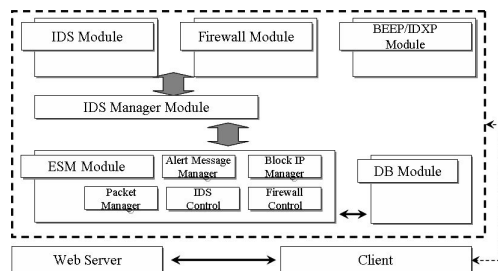 IDS Module
Firewall Module
BEEP/IDXP
Module
IDS Manager Module
ESM Module
Alert Message
Manager
Block IP
Manager
Packet
Manager
IDS
Control
Firewall
Control
DB Module
Web Server
Client